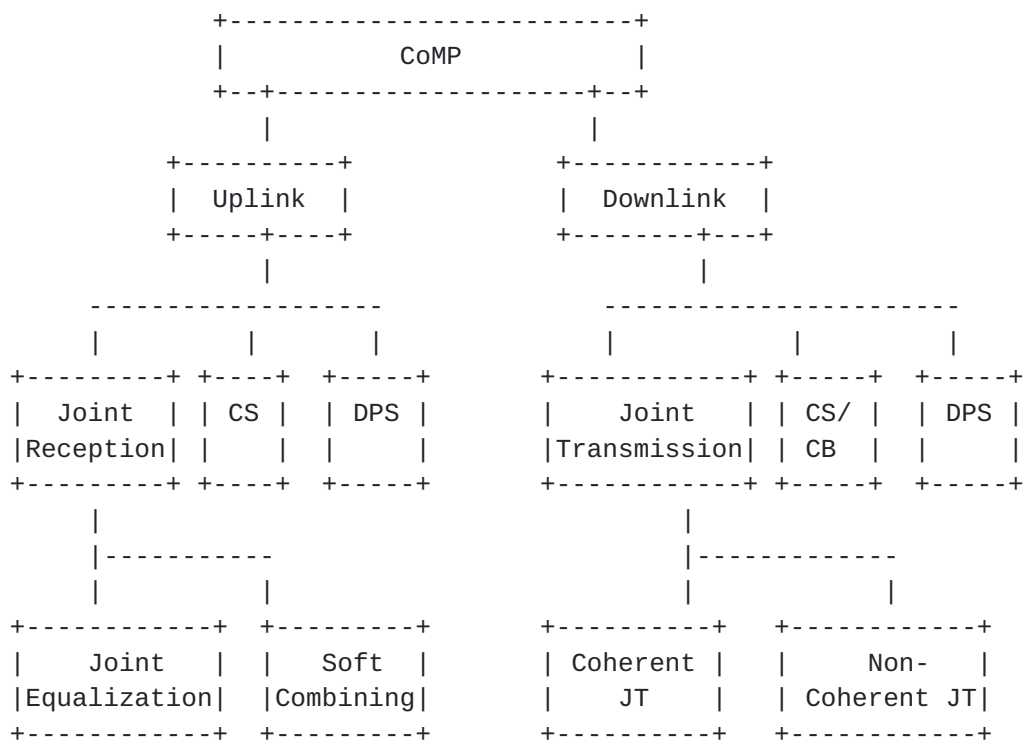 CoMP
Uplink Downlink
Joint CS DPS Joint CS/ DPS
Reception Transmission CB
Joint Soft Coherent Non-
Equalization Combining JT Coherent JT